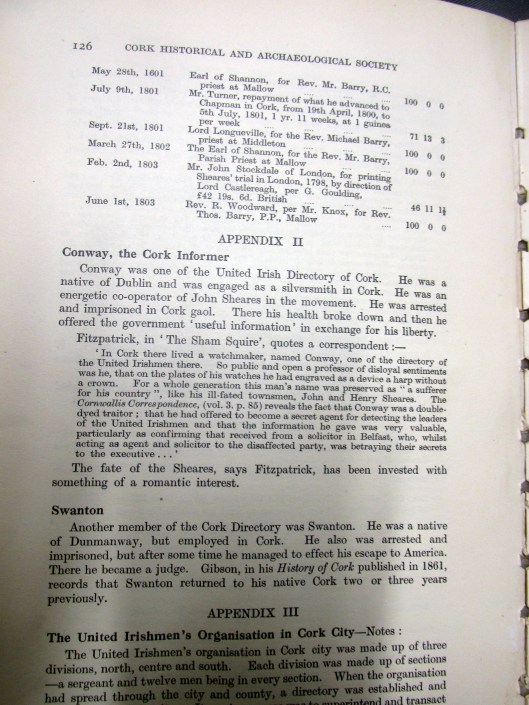 126 CORK HISTORICAL AND ARCHAEOLOGICAL SOCIETY
May 28th, 1601 Earl of Shannon, for Rev. Mr. Barry, R.C.
priest at Mallow .... .... .... 100 0 0
July 9th, 1801 Mr. Turner, repayment of what he advanced to
Chapman in Cork, from 19th April, 1800, to
5th July, 1801, 1 yr. 11 weeks, at 1 guinea
per week .... .... .... 71 13 3
Sept. 21st, 1801 Lord Longueville, for the Rev. Michael Barry,
priest at Middleton .... .... 100 0 0
March 27th, 1802 The Earl of Shannon, for the Rev. Mr. Barry,
Parish Priest at Mallow .... .... 100 0 0
Feb. 2nd, 1803 Mr. John Stockdale of London, for printing
Sheares' trial in London, 1798, by direction of
Lord Castlereagh, per G. Goulding,
£42 19s. 6d. British .... .... 46 11 1½
June 1st, 1803 Rev. R. Woodward, per Mr. Knox, for Rev.
Thos. Barry, P.P., Mallow .... .... 100 0 0
APPENDIX II
Conway, the Cork Informer
Conway was one of the United Irish Directory of Cork. He was a
native of Dublin and was engaged as a silversmith in Cork. He was an
energetic co-operator of John Sheares in the movement. He was arrested
and imprisoned in Cork gaol. There his health broke down and then he
offered the government 'useful information' in exchange for his liberty.
Fitzpatrick, in 'The Sham Squire', quotes a correspondent :—
'In Cork there lived a watchmaker, named Conway, one of the directory of
the United Irishmen there. So public and open a professor of disloyal sentiments
was he, that on the plates of his watches he had engraved as a device a harp without
a crown. For a whole generation this man's name was preserved as "a sufferer
for his country", like his ill-fated townsmen, John and Henry Sheares. The
Cornwallis Correspondence, (vol. 3. p. 85) reveals the fact that Conway was a double-
dyed traitor ; that he had offered to become a secret agent for detecting the leaders
of the United Irishmen and that the information he gave was very valuable,
particularly as confirming that received from a solicitor in Belfast, who, whilst
acting as agent and solicitor to the disaffected party, was betraying their secrets
to the executive . . .'
The fate of the Sheares, says Fitzpatrick, has been invested with
something of a romantic interest.
Swanton
Another member of the Cork Directory was Swanton. He was a native
of Dunmanway, but employed in Cork. He also was arrested and
imprisoned, but after some time he managed to effect his escape to America.
There he became a judge. Gibson, in his History of Cork published in 1861,
records that Swanton returned to his native Cork two or three years
previously.
APPENDIX III
The United Irishmen's Organisation in Cork City—Notes :
The United Irishmen's organisation in Cork city was made up of three
divisions, north, centre and south. Each division was made up of sections
—a sergeant and twelve men being in every section. When the organisation
had spread through the city and county, a directory was established and
to superintend and transact